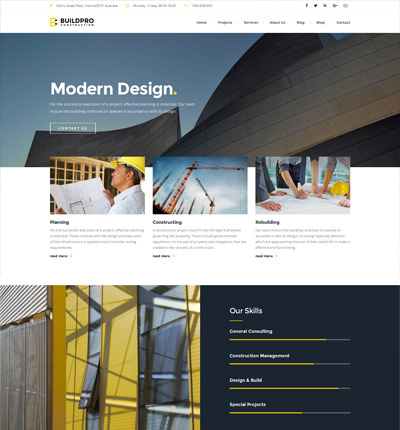 Collins Street West, Victoria 8007, Australia
Monday - Friday, 08:00-18:00
BUILDPRO
CONSTRUCTION
Home Projects Services About Us Blog Shop Contact
Modern Design.
For the successful execution of a project, effective planning is essential. Our team
ensure the building continues to operate in accordance with its design.
CONTACT US
Planning
For the successful execution of a project, effective planning
is essential. Those involved with the design and execution
of the infrastructure in question must consider zoning
requirements.
read more
Constructing
A construction project must fit into the legal framework
governing the property. These include governmental
regulations on the use of property and obligations that are
created in the process of construction.
read more
Rebuilding
Our team ensure the building continues to operate in
accordance with its design, including replacing elements
which are approaching the end of their useful life to make it
effective and functioning.
read more
Our Skills
General Consulting
Construction Management
Design & Build
Special Projects